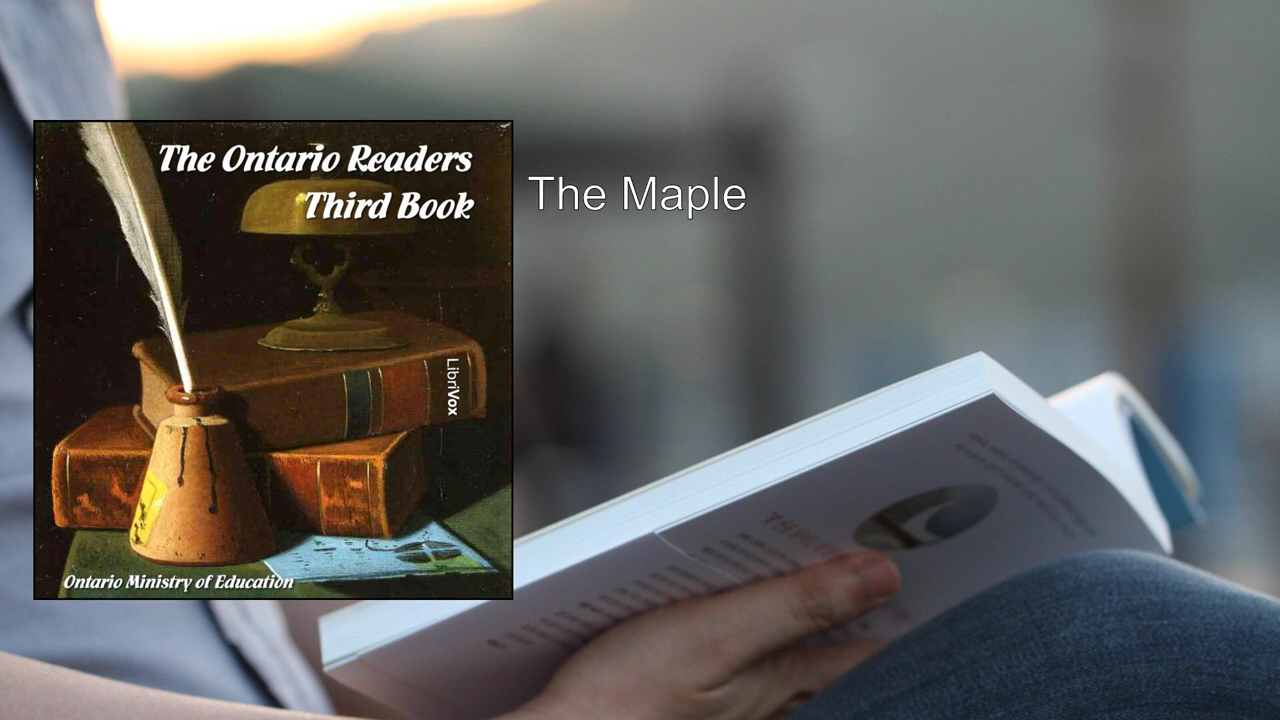 The Ontario Readers
Third Book
The Maple
LibriVox
Ontario Ministry of Education